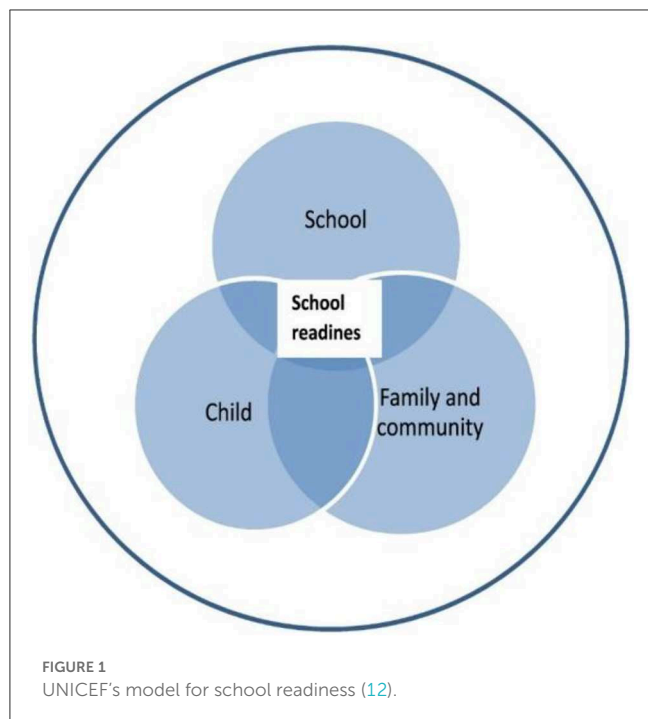 School
School
readines
Child
Family and
community
FIGURE 1
UNICEF's model for school readiness (12).